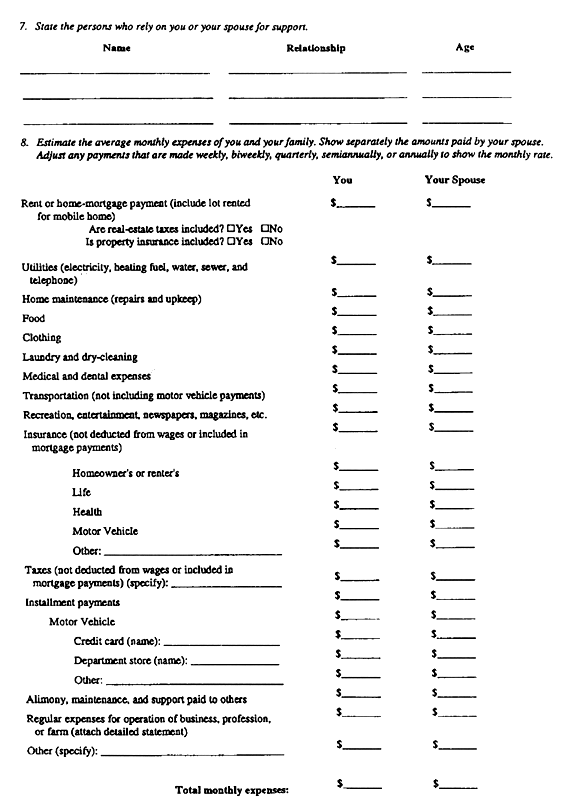 7. State the persons who rely on you or your spouse for support.
Name Relationship Age
8. Estimate the average monthly expenses of you and your family. Show separately the amounts paid by your spouse.
Adjust any payments that are made weekly, biweekly, quarterly, semiannually, or annually to show the monthly rate.
You Your Spouse
Rent or home-mortgage payment (include lot rented $______ $______
for mobile home)
Are real-estate taxes included? ☐Yes ☐No
Is property insurance included? ☐Yes ☐No
Utilities (electricity, heating fuel, water, sewer, and $______ $______
telephone)
Home maintenance (repairs and upkeep) $______ $______
Food $______ $______
Clothing $______ $______
Laundry and dry-cleaning $______ $______
Medical and dental expenses $______ $______
Transportation (not including motor vehicle payments) $______ $______
Recreation, entertainment, newspapers, magazines, etc. $______ $______
Insurance (not deducted from wages or included in $______ $______
mortgage payments)
Homeowner's or renter's $______ $______
Life $______ $______
Health $______ $______
Motor Vehicle $______ $______
Other: ______ $______ $______
Taxes (not deducted from wages or included in
mortgage payments) (specify): ______ $______ $______
Installment payments $______ $______
Motor Vehicle $______ $______
Credit card (name): ______ $______ $______
Department store (name): ______ $______ $______
Other: ______ $______ $______
Alimony, maintenance, and support paid to others $______ $______
Regular expenses for operation of business, profession, $______ $______
or farm (attach detailed statement)
Other (specify): ______ $______ $______
Total monthly expenses: $______ $______